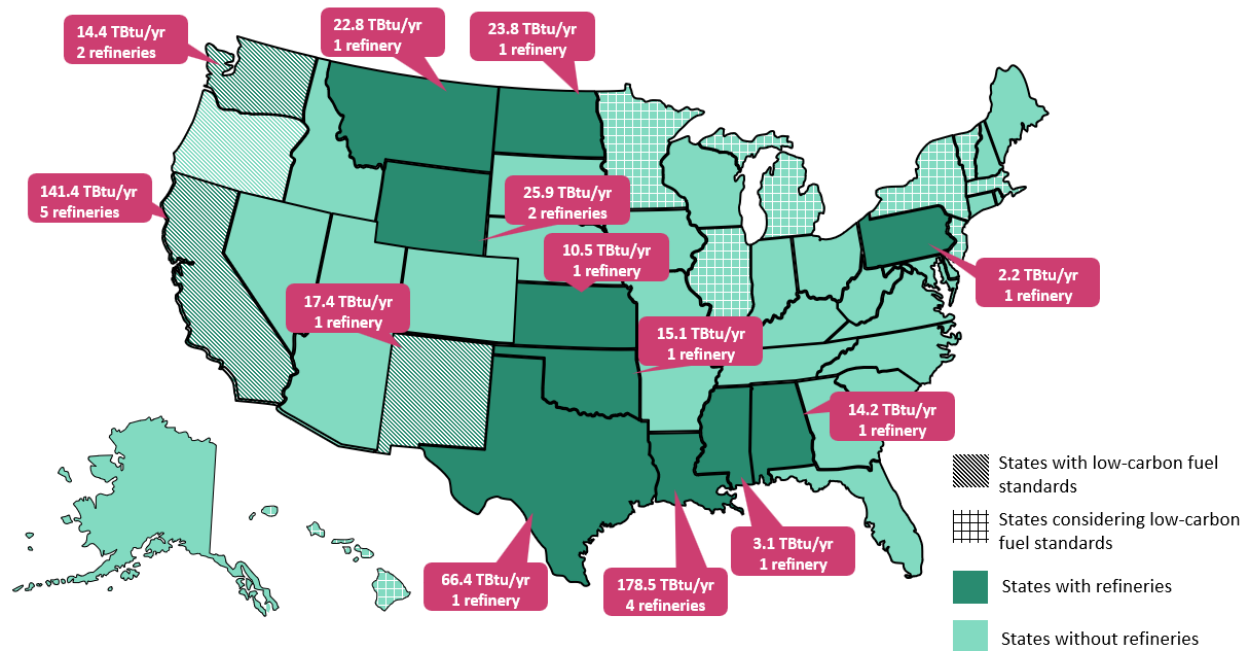 14.4 TBtu/yr
2 refineries
22.8 TBtu/yr
1 refinery
23.8 TBtu/yr
1 refinery
141.4 TBtu/yr
5 refineries
25.9 TBtu/yr
2 refineries
10.5 TBtu/yr
1 refinery
2.2 TBtu/yr
1 refinery
17.4 TBtu/yr
1 refinery
15.1 TBtu/yr
1 refinery
14.2 TBtu/yr
1 refinery
66.4 TBtu/yr
1 refinery
178.5 TBtu/yr
4 refineries
3.1 TBtu/yr
1 refinery
States with low-carbon fuel
standards
States considering low-carbon
fuel standards
States with refineries
States without refineries